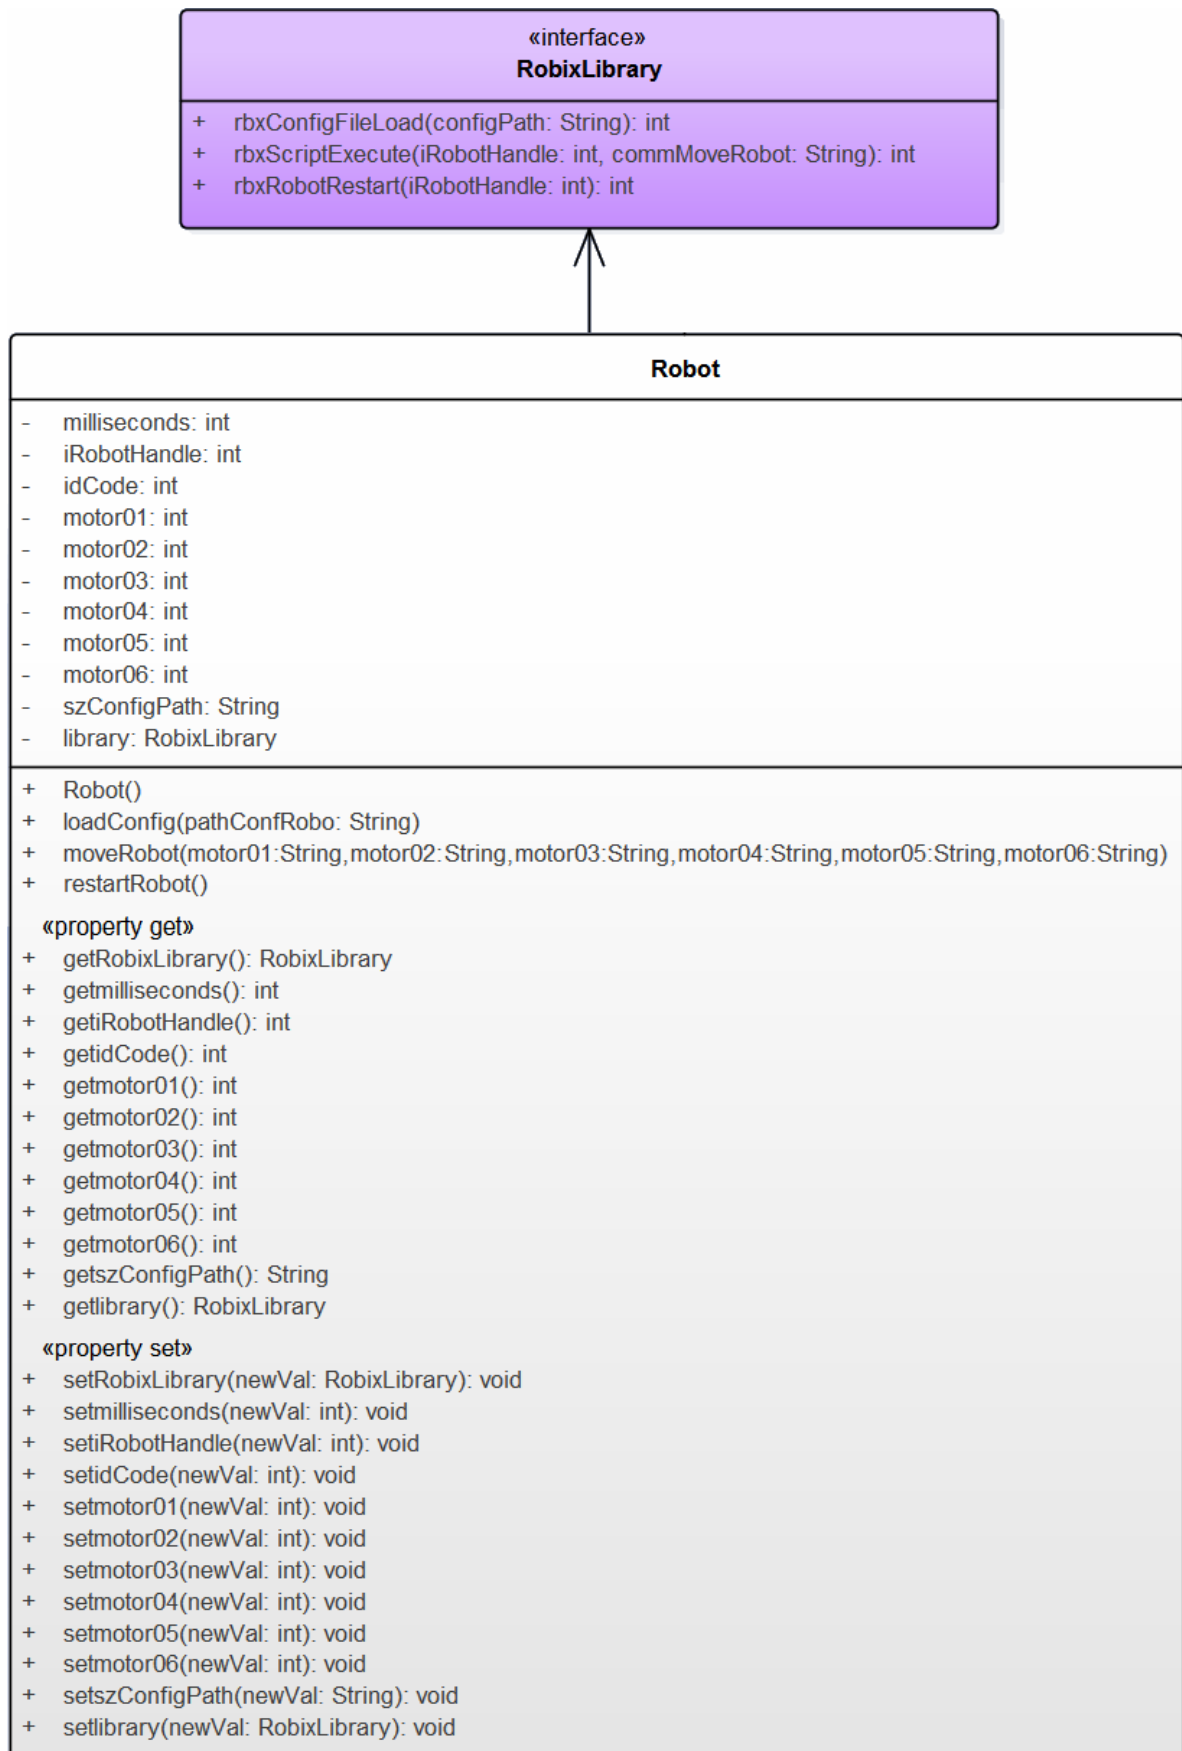 «interface»
RobixLibrary
+ rbxConfigFileLoad(configPath: String): int
+ rbxScriptExecute(iRobotHandle: int, commMoveRobot: String): int
+ rbxRobotRestart(iRobotHandle: int): int
Robot
- milliseconds: int
- iRobotHandle: int
- idCode: int
- motor01: int
- motor02: int
- motor03: int
- motor04: int
- motor05: int
- motor06: int
- szConfigPath: String
- library: RobixLibrary
+ Robot()
+ loadConfig(pathConfRobo: String)
+ moveRobot(motor01:String,motor02:String,motor03:String,motor04:String,motor05:String,motor06:String)
+ restartRobot()
«property get»
+ getRobixLibrary(): RobixLibrary
+ getmilliseconds(): int
+ getiRobotHandle(): int
+ getidCode(): int
+ getmotor01(): int
+ getmotor02(): int
+ getmotor03(): int
+ getmotor04(): int
+ getmotor05(): int
+ getmotor06(): int
+ getszConfigPath(): String
+ getlibrary(): RobixLibrary
«property set»
+ setRobixLibrary(newVal: RobixLibrary): void
+ setmilliseconds(newVal: int): void
+ setiRobotHandle(newVal: int): void
+ setidCode(newVal: int): void
+ setmotor01(newVal: int): void
+ setmotor02(newVal: int): void
+ setmotor03(newVal: int): void
+ setmotor04(newVal: int): void
+ setmotor05(newVal: int): void
+ setmotor06(newVal: int): void
+ setszConfigPath(newVal: String): void
+ setlibrary(newVal: RobixLibrary): void